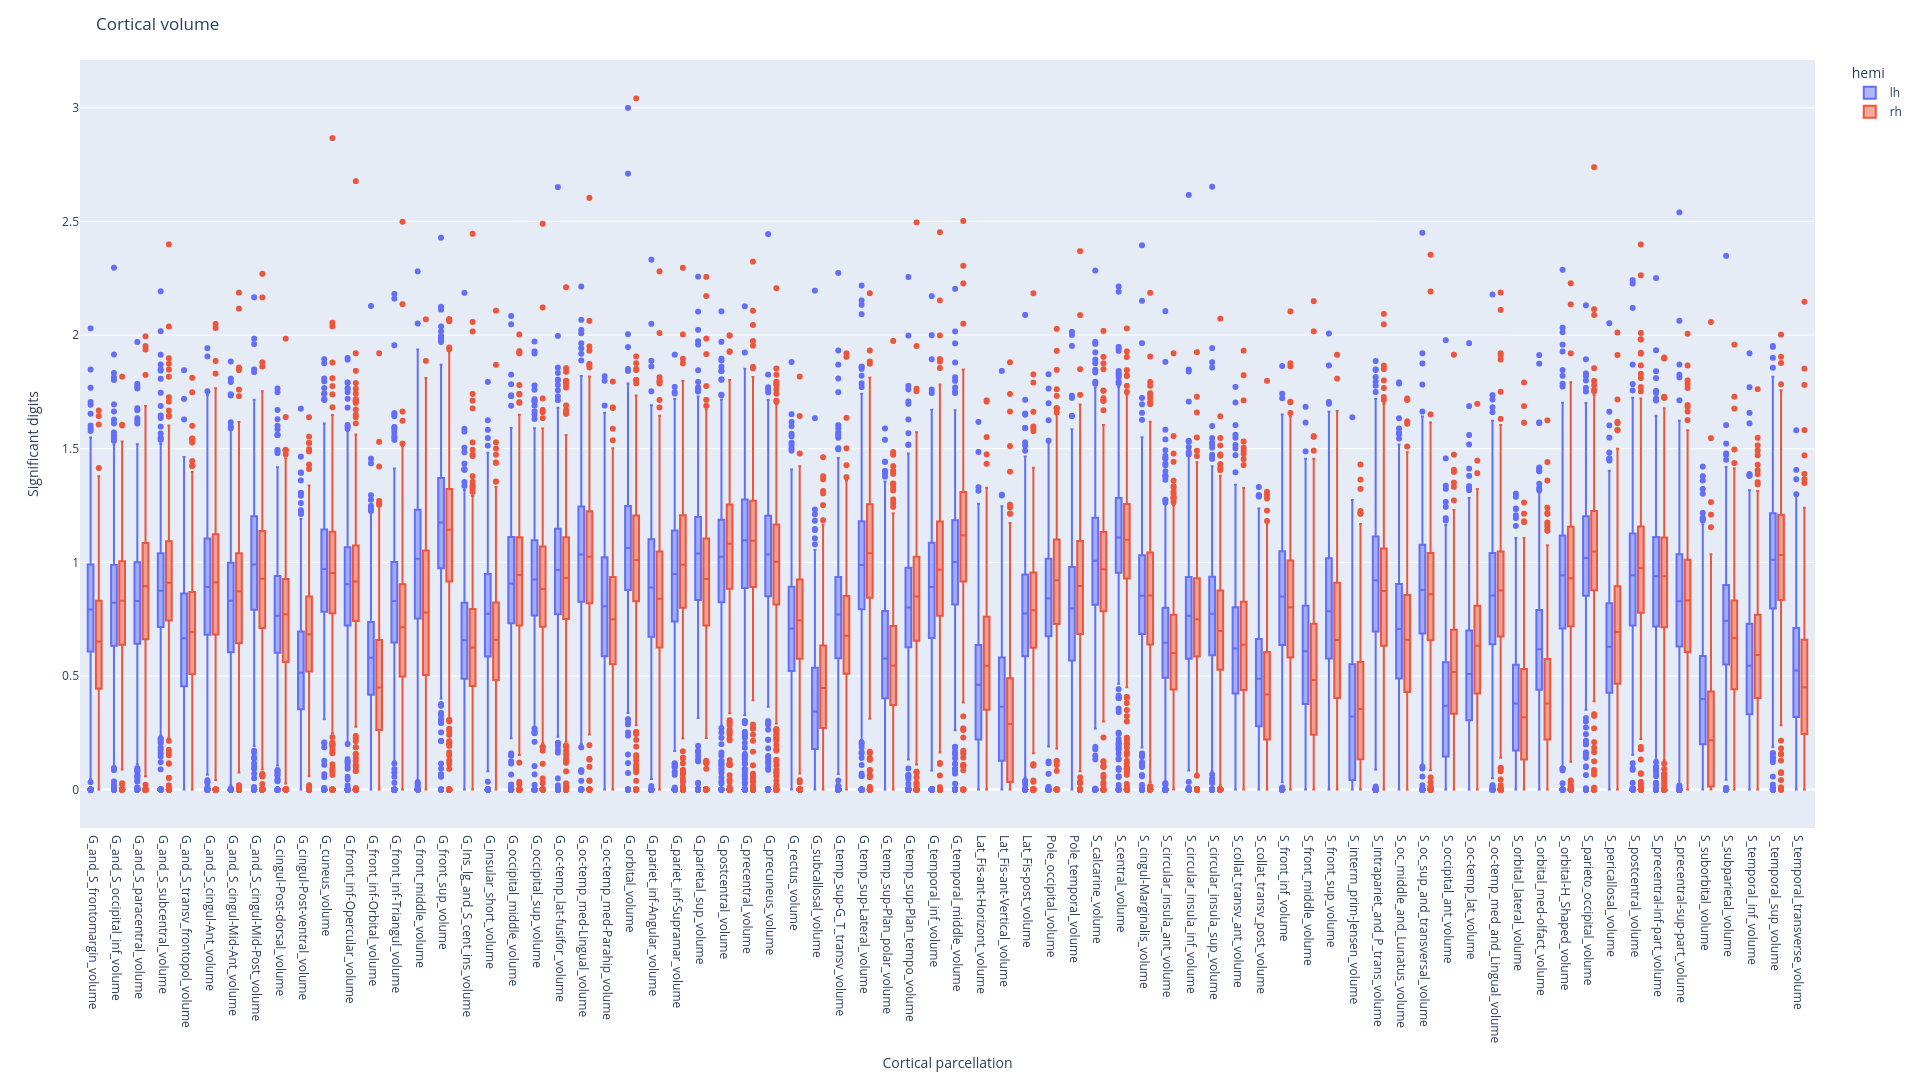 Cortical volume
hemi
lh
rh
3
2.5
2
1.5
1
0.5
0
Significant digits
G_and_S_frontomargin_volume
G_and_S_occipital_inf_volume
G_and_S_paracentral_volume
G_and_S_subcentral_volume
G_and_S_transv_frontopol_volume
G_and_S_cingul-Ant_volume
G_and_S_cingul-Mid-Ant_volume
G_and_S_cingul-Mid-Post_volume
G_cingul-Post-dorsal_volume
G_cingul-Post-ventral_volume
G_cuneus_volume
G_front_inf-Opercular_volume
G_front_inf-Orbital_volume
G_front_inf-Triangul_volume
G_front_middle_volume
G_front_sup_volume
G_Ins_lg_and_S_cent_ins_volume
G_insular_short_volume
G_occipital_middle_volume
G_occipital_sup_volume
G_oc-temp_lat-fusifor_volume
G_oc-temp_med-Lingual_volume
G_oc-temp_med-Parahip_volume
G_orbital_volume
G_pariet_inf-Angular_volume
G_pariet_inf-Supramar_volume
G_parietal_sup_volume
G_postcentral_volume
G_precentral_volume
G_precuneus_volume
G_rectus_volume
G_subcallosal_volume
G_temp_sup-G_T_transv_volume
G_temp_sup-Lateral_volume
G_temp_sup-Plan_polar_volume
G_temp_sup-Plan_tempo_volume
G_temporal_inf_volume
G_temporal_middle_volume
Lat_Fis-ant-Horizont_volume
Lat_Fis-ant-Vertical_volume
Lat_Fis-post_volume
Pole_occipital_volume
Pole_temporal_volume
S_calcarine_volume
S_central_volume
S_cingul-Marginalis_volume
S_circular_insula_ant_volume
S_circular_insula_inf_volume
S_circular_insula_sup_volume
S_collat_transv_ant_volume
S_collat_transv_post_volume
S_front_inf_volume
S_front_middle_volume
S_front_sup_volume
S_interm_prim-Jensen_volume
S_intrapariet_and_P_trans_volume
S_oc_middle_and_Lunatus_volume
S_oc_sup_and_transversal_volume
S_occipital_ant_volume
S_oc-temp_lat_volume
S_oc-temp_med_and_Lingual_volume
S_orbital_lateral_volume
S_orbital_med-olfact_volume
S_orbital-H_Shaped_volume
S_parieto_occipital_volume
S_pericallosal_volume
S_postcentral_volume
S_precentral-inf-part_volume
S_precentral-sup-part_volume
S_suborbital_volume
S_subparietal_volume
S_temporal_inf_volume
S_temporal_sup_volume
S_temporal_transverse_volume
Cortical parcellation